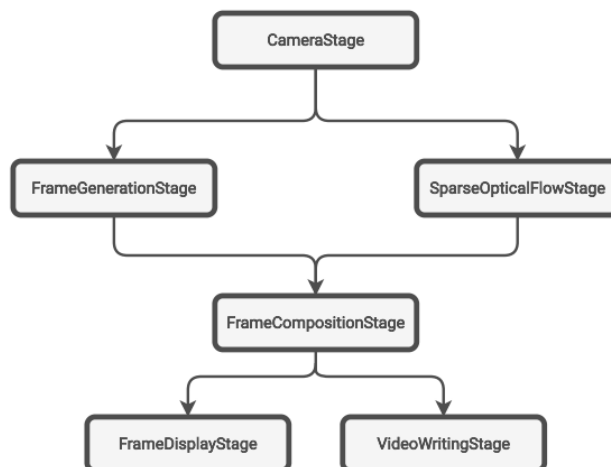 CameraStage
FrameGenerationStage
SparseOpticalFlowStage
FrameCompositionStage
FrameDisplayStage
VideoWritingStage